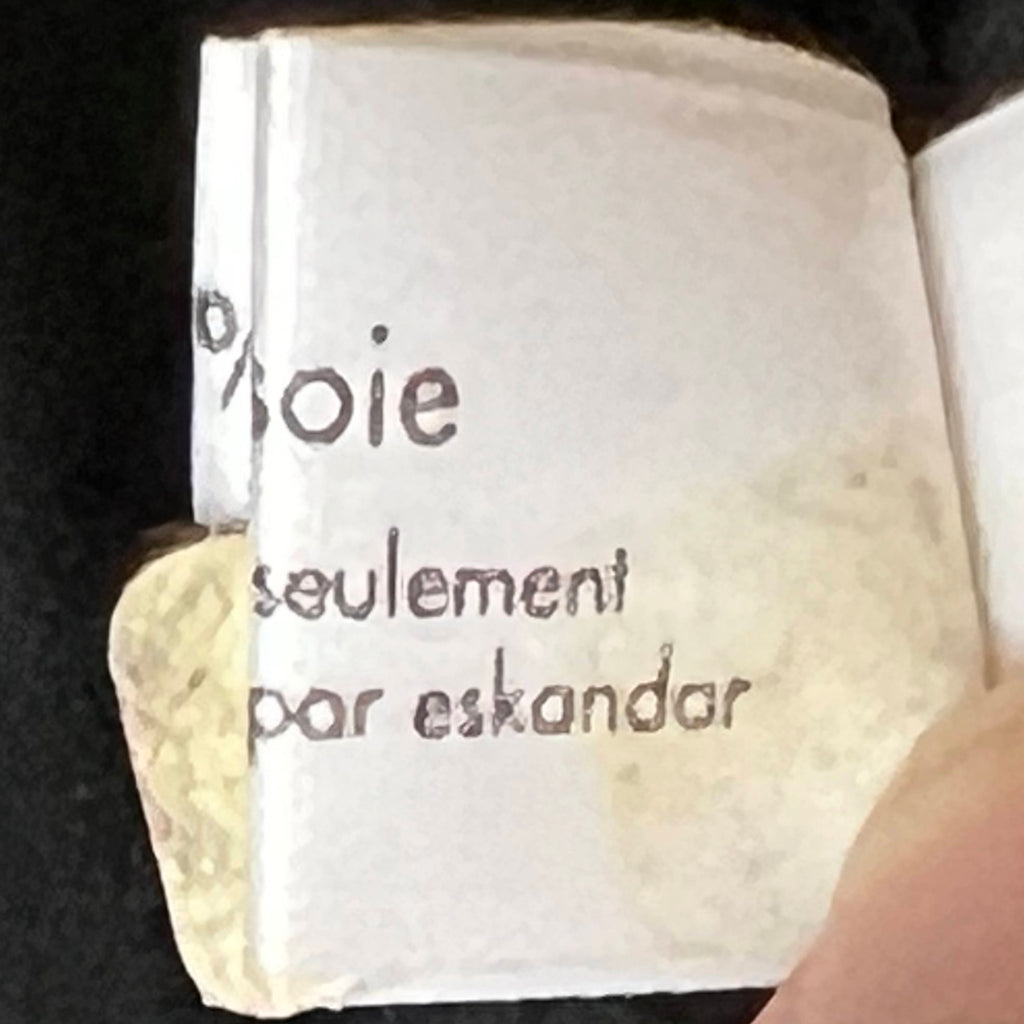 soie
seulement
par eskandar